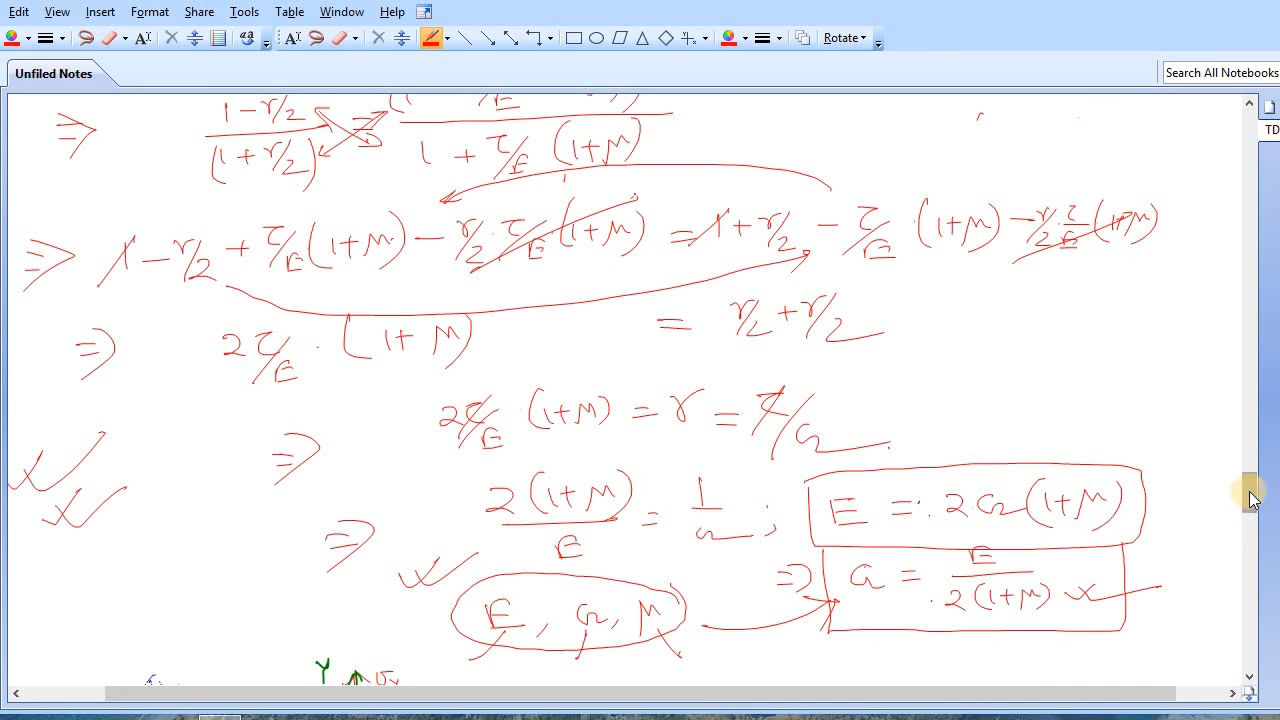 Edit View Insert Format Share Tools Table Window Help
Rotate
Unfiled Notes
Search All Notebooks
TD
⇒ (1 - γ/2)/(1 + γ/2) = /(1 + τ/E (1+μ))
⇒ 1 - γ/2 + τ/E (1+μ) - γ/2 · τ/E (1+μ) = 1 + γ/2 - τ/E · (1+μ) - γ/2 · τ/E (1+μ)
⇒ 2τ/E · (1+μ) = γ/2 + γ/2
⇒ 2τ/E · (1+μ) = γ = τ/G
⇒ 2(1+μ)/E = 1/G ; E = 2G(1+μ)
⇒ G = E/2(1+μ)
E, G, μ
Y σy